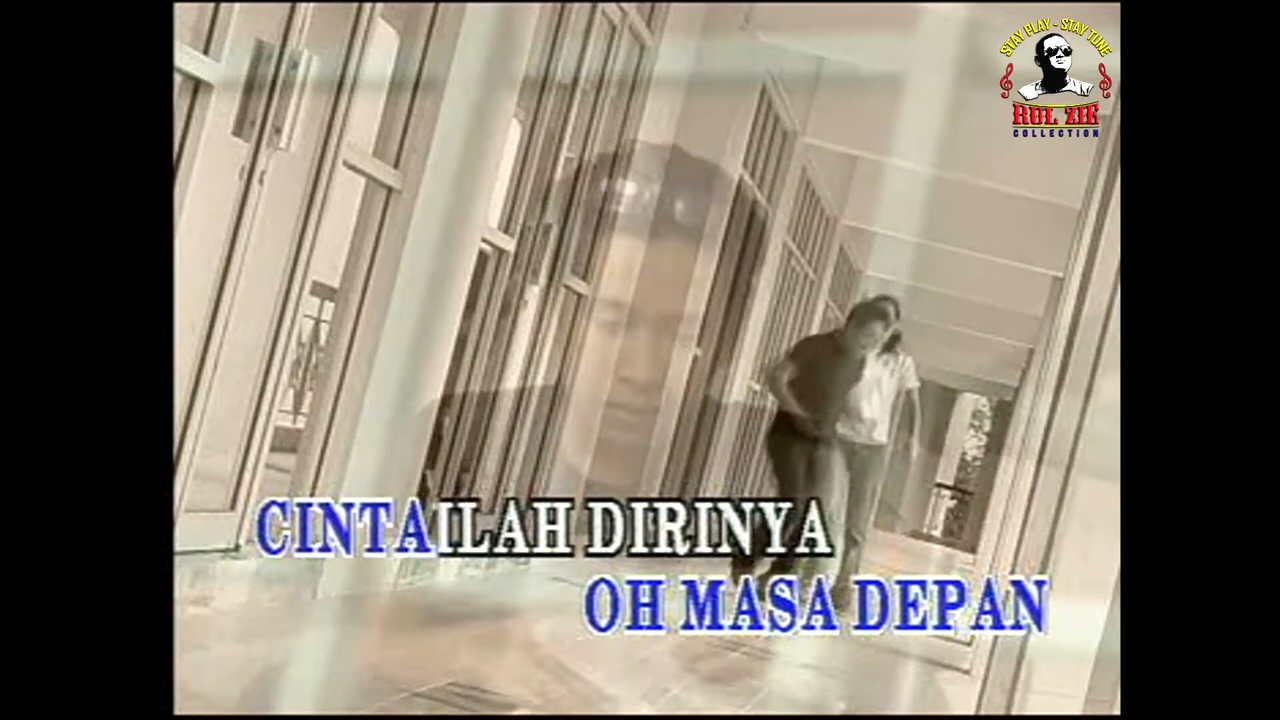 STAY PLAY - STAY TUNE
RUL ZIE
COLLECTION
CINTAILAH DIRINYA
OH MASA DEPAN